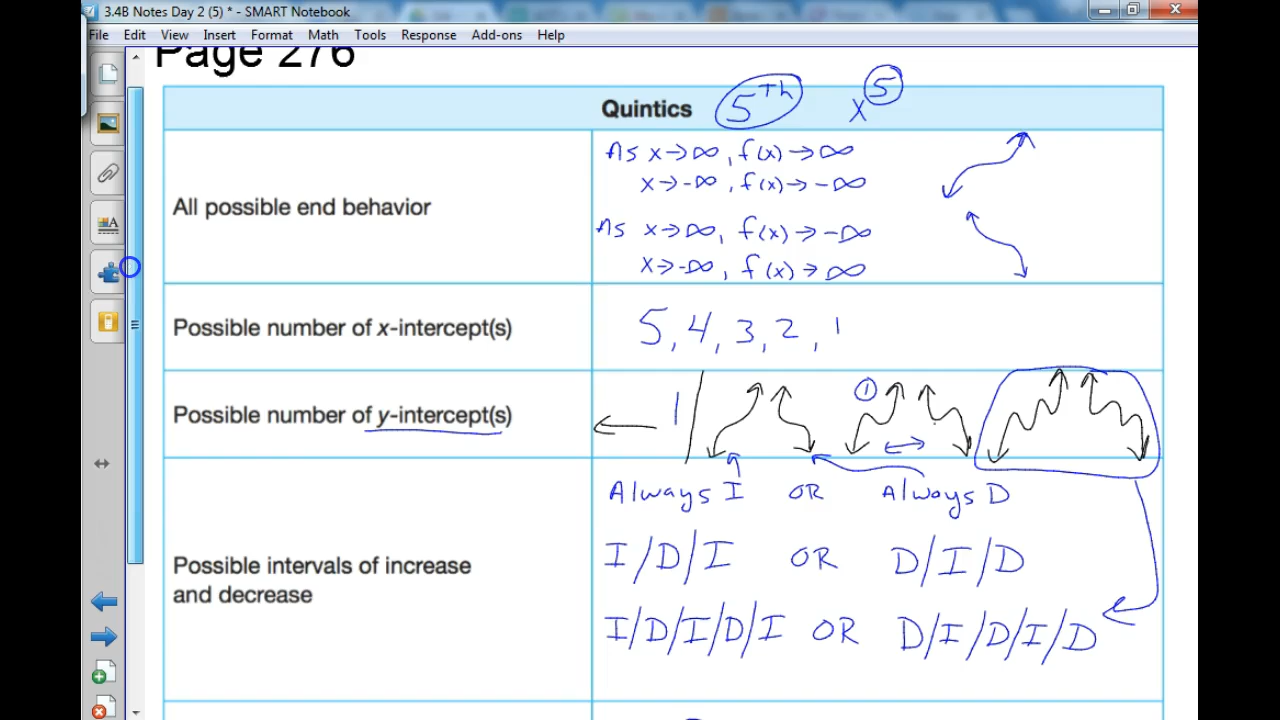 3.4B Notes Day 2 (5) * - SMART Notebook
File Edit View Insert Format Math Tools Response Add-ons Help
Page 276
Quintics 5Th x⁵
All possible end behavior
As x→∞, f(x)→∞
x→-∞, f(x)→-∞
As x→∞, f(x)→-∞
x→-∞, f(x)→∞
Possible number of x-intercept(s)
5, 4, 3, 2, 1
Possible number of y-intercept(s)
1
①
Possible intervals of increase
and decrease
Always I OR Always D
I/D/I OR D/I/D
I/D/I/D/I OR D/I/D/I/D